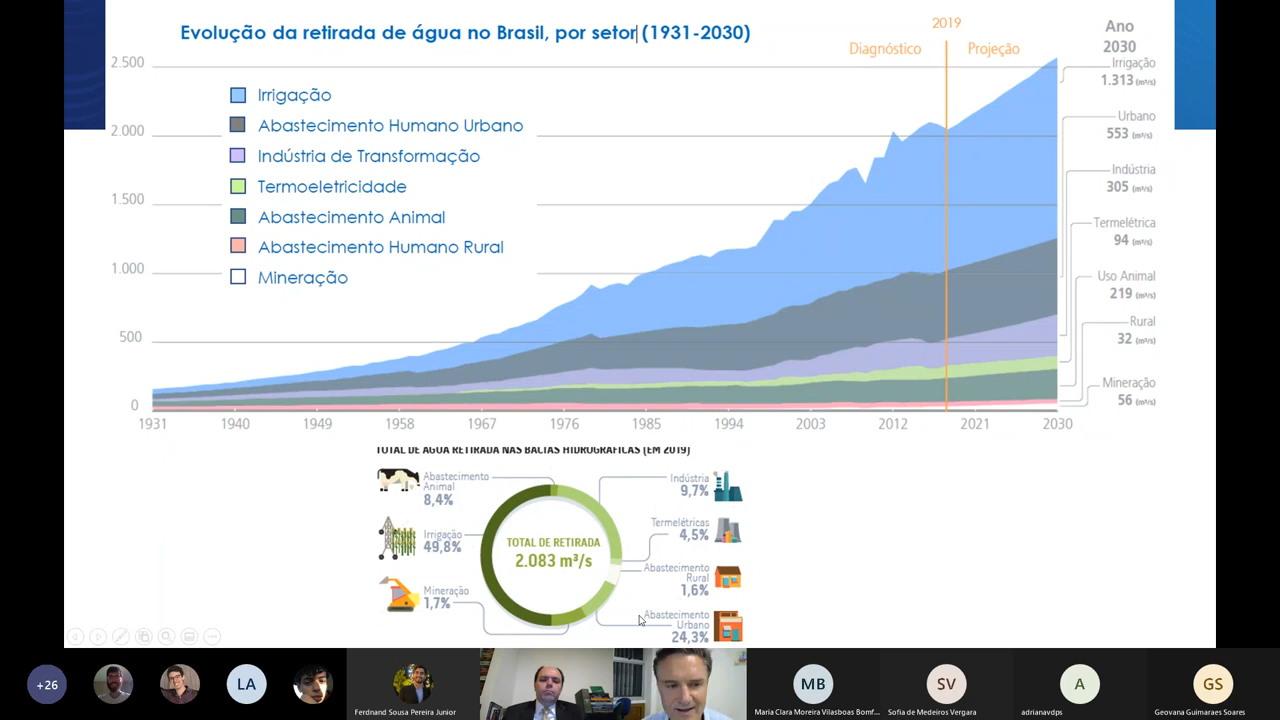 Evolução da retirada de água no Brasil, por setor (1931-2030)
2019
Diagnóstico
Projeção
Ano
2030
2.500
2.000
1.500
1.000
500
0
Irrigação
Abastecimento Humano Urbano
Indústria de Transformação
Termoeletricidade
Abastecimento Animal
Abastecimento Humano Rural
Mineração
1931
1940
1949
1958
1967
1976
1985
1994
2003
2012
2021
2030
Irrigação
1.313 (m³/s)
Urbano
553 (m³/s)
Indústria
305 (m³/s)
Termelétrica
94 (m³/s)
Uso Animal
219 (m³/s)
Rural
32 (m³/s)
Mineração
56 (m³/s)
TOTAL DE ÁGUA RETIRADA NAS BACIAS HIDROGRÁFICAS (EM 2019)
Abastecimento
Animal
8,4%
Irrigação
49,8%
Mineração
1,7%
TOTAL DE RETIRADA
2.083 m³/s
Indústria
9,7%
Termelétricas
4,5%
Abastecimento
Rural
1,6%
Abastecimento
Urbano
24,3%
+26
LA
Ferdnand Sousa Pereira Junior
MB
Maria Clara Moreira Vilasboas Bomf...
SV
Sofia de Medeiros Vergara
A
adrianavdps
GS
Geovana Guimaraes Soares